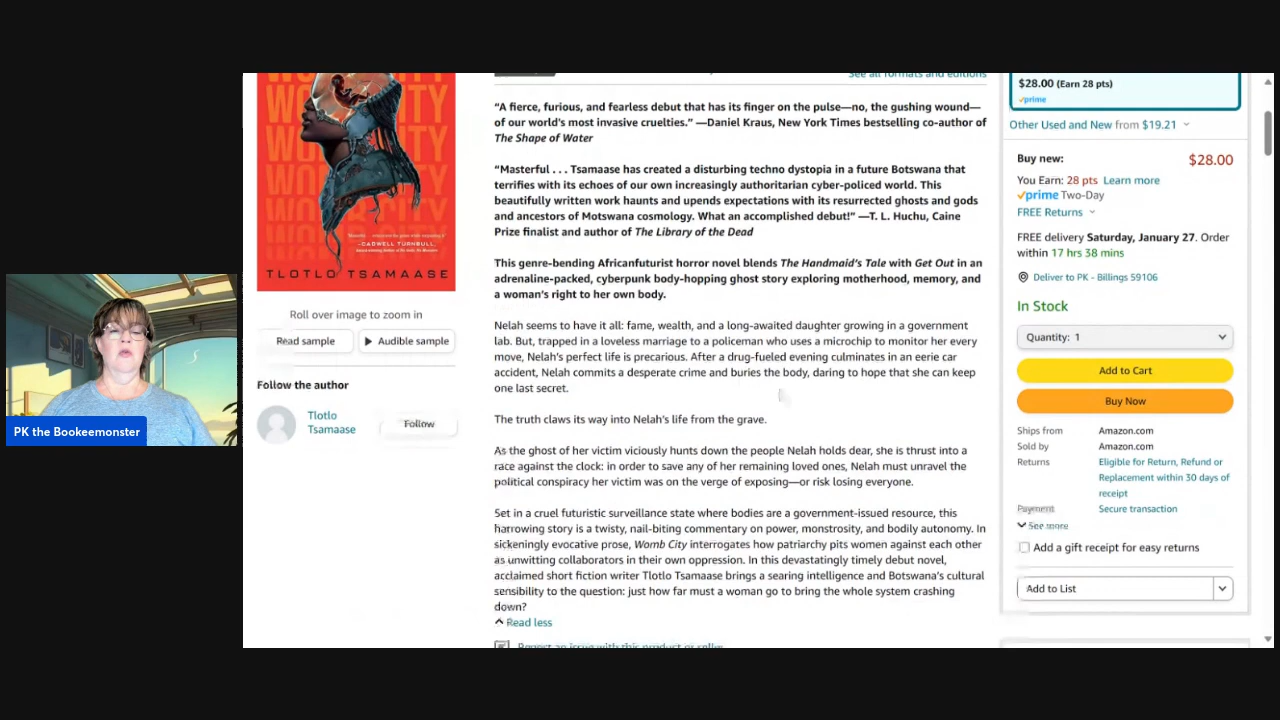 WOMB CITY
WOMB CITY
—CADWELL TURNBULL,
TLOTLO TSAMAASE
Roll over image to zoom in
Read sample
Audible sample
Follow the author
Tlotlo
Tsamaase
Follow
PK the Bookeemonster
See all formats and editions
“A fierce, furious, and fearless debut that has its finger on the pulse—no, the gushing wound—
of our world’s most invasive cruelties.” —Daniel Kraus, New York Times bestselling co-author of
The Shape of Water
“Masterful . . . Tsamaase has created a disturbing techno dystopia in a future Botswana that
terrifies with its echoes of our own increasingly authoritarian cyber-policed world. This
beautifully written work haunts and upends expectations with its resurrected ghosts and gods
and ancestors of Motswana cosmology. What an accomplished debut!” —T. L. Huchu, Caine
Prize finalist and author of The Library of the Dead
This genre-bending Africanfuturist horror novel blends The Handmaid’s Tale with Get Out in an
adrenaline-packed, cyberpunk body-hopping ghost story exploring motherhood, memory, and
a woman’s right to her own body.
Nelah seems to have it all: fame, wealth, and a long-awaited daughter growing in a government
lab. But, trapped in a loveless marriage to a policeman who uses a microchip to monitor her every
move, Nelah’s perfect life is precarious. After a drug-fueled evening culminates in an eerie car
accident, Nelah commits a desperate crime and buries the body, daring to hope that she can keep
one last secret.
The truth claws its way into Nelah’s life from the grave.
As the ghost of her victim viciously hunts down the people Nelah holds dear, she is thrust into a
race against the clock: in order to save any of her remaining loved ones, Nelah must unravel the
political conspiracy her victim was on the verge of exposing—or risk losing everyone.
Set in a cruel futuristic surveillance state where bodies are a government-issued resource, this
harrowing story is a twisty, nail-biting commentary on power, monstrosity, and bodily autonomy. In
sickeningly evocative prose, Womb City interrogates how patriarchy pits women against each other
as unwitting collaborators in their own oppression. In this devastatingly timely debut novel,
acclaimed short fiction writer Tlotlo Tsamaase brings a searing intelligence and Botswana’s cultural
sensibility to the question: just how far must a woman go to bring the whole system crashing
down?
Read less
Report an issue with this product or seller
$28.00 (Earn 28 pts)
prime
Other Used and New from $19.21
Buy new: $28.00
You Earn: 28 pts Learn more
prime Two-Day
FREE Returns
FREE delivery Saturday, January 27. Order
within 17 hrs 38 mins
Deliver to PK - Billings 59106
In Stock
Quantity: 1
Add to Cart
Buy Now
Ships from Amazon.com
Sold by Amazon.com
Returns Eligible for Return, Refund or
Replacement within 30 days of
receipt
Payment Secure transaction
See more
Add a gift receipt for easy returns
Add to List